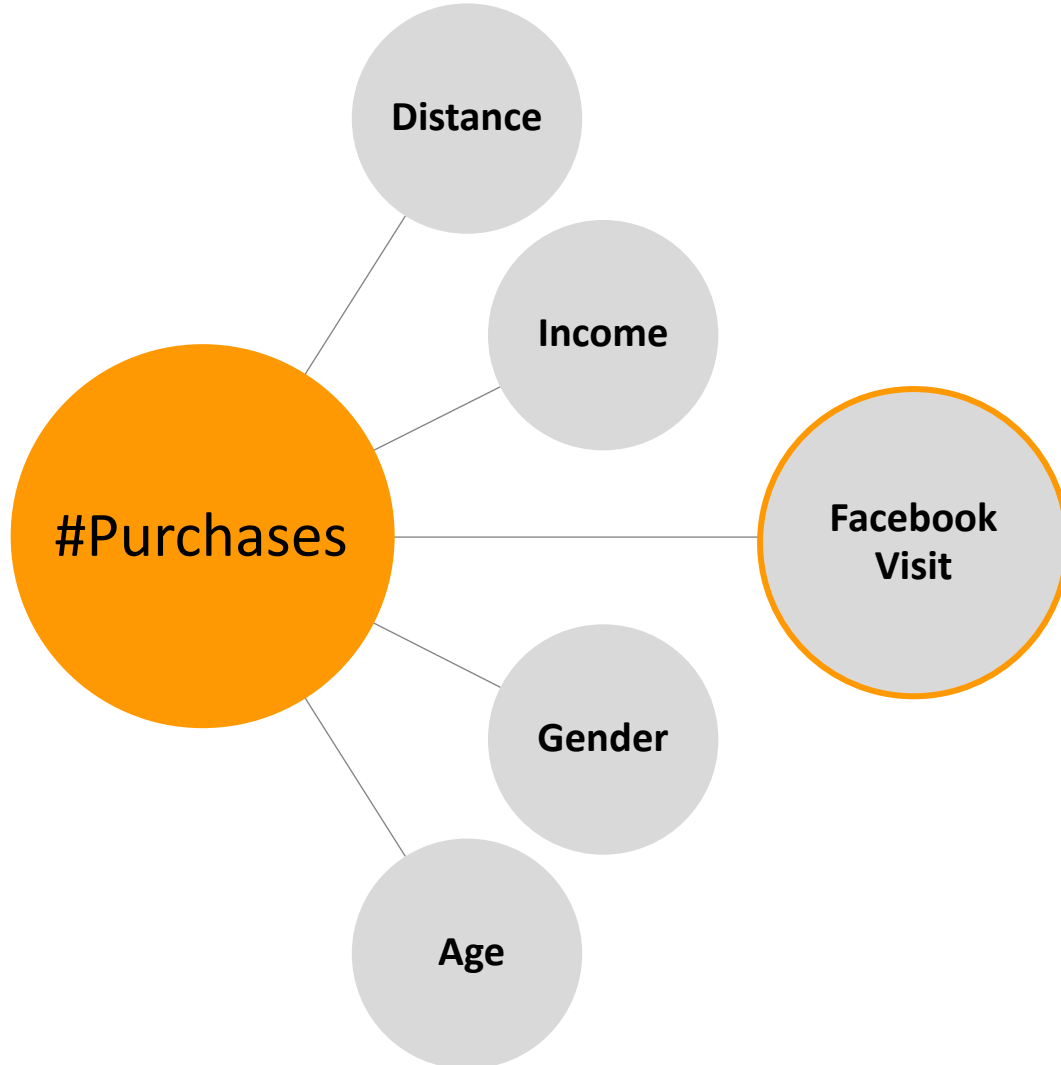 Distance
Income
#Purchases
Facebook
Visit
Gender
Age